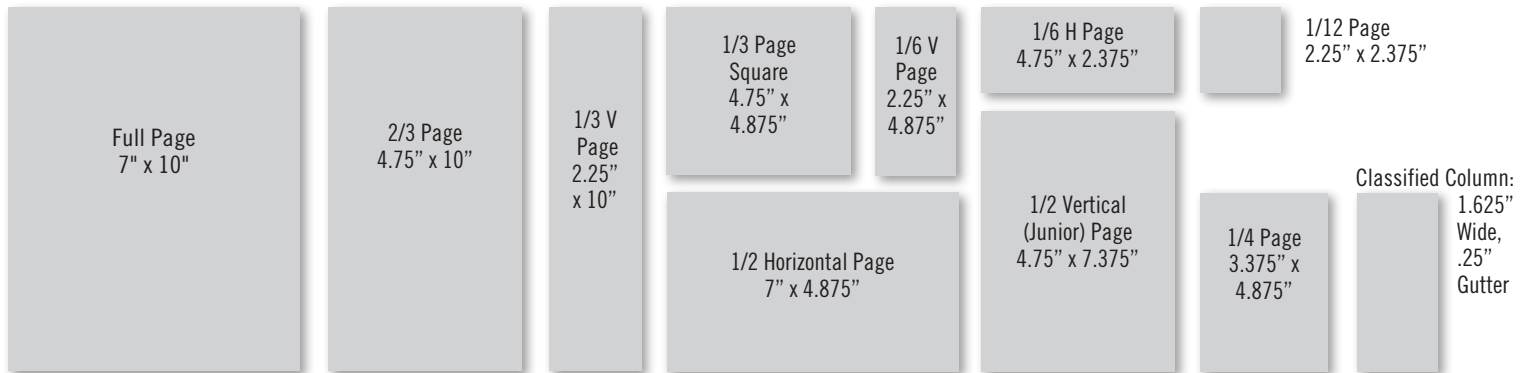 Full Page
7" x 10"
2/3 Page
4.75” x 10”
1/3 V
Page
2.25”
x 10”
1/3 Page
Square
4.75” x
4.875”
1/6 V
Page
2.25” x
4.875”
1/2 Horizontal Page
7” x 4.875”
1/6 H Page
4.75” x 2.375”
1/2 Vertical
(Junior) Page
4.75” x 7.375”
1/12 Page
2.25” x 2.375”
1/4 Page
3.375” x
4.875”
Classified Column:
1.625”
Wide,
.25”
Gutter